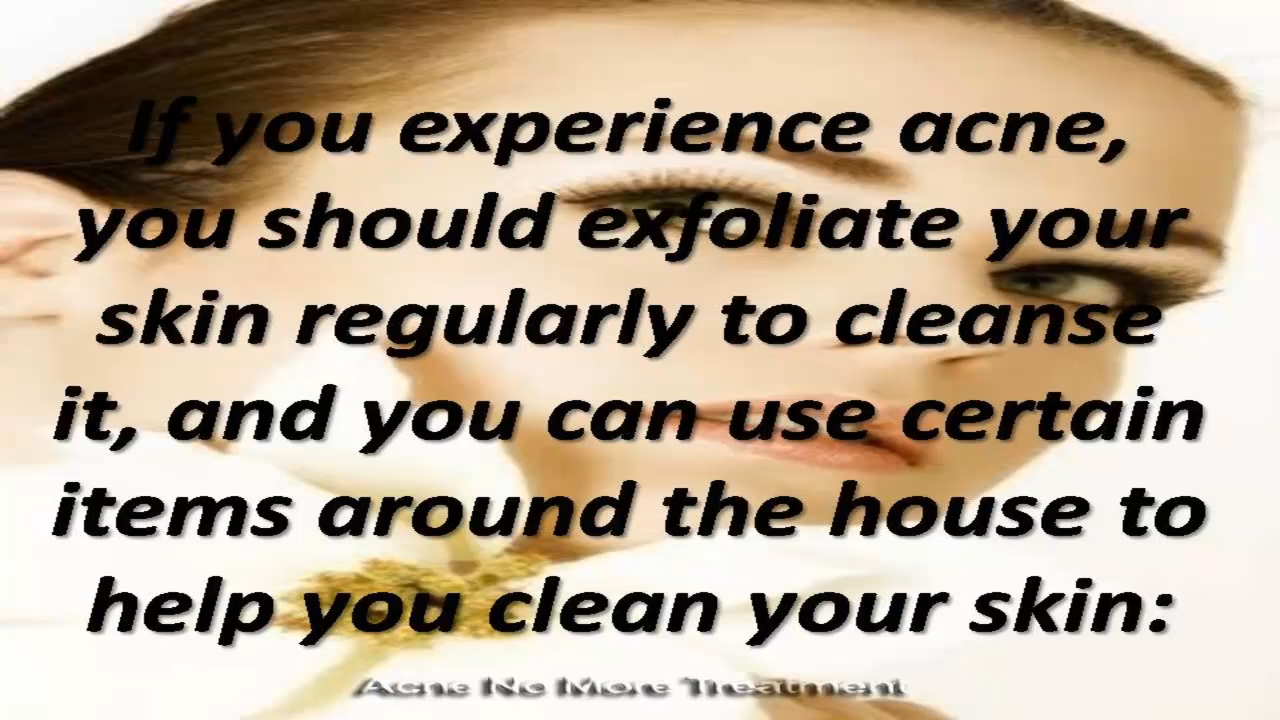 If you experience acne,
you should exfoliate your
skin regularly to cleanse
it, and you can use certain
items around the house to
help you clean your skin:
Acne No More Treatment